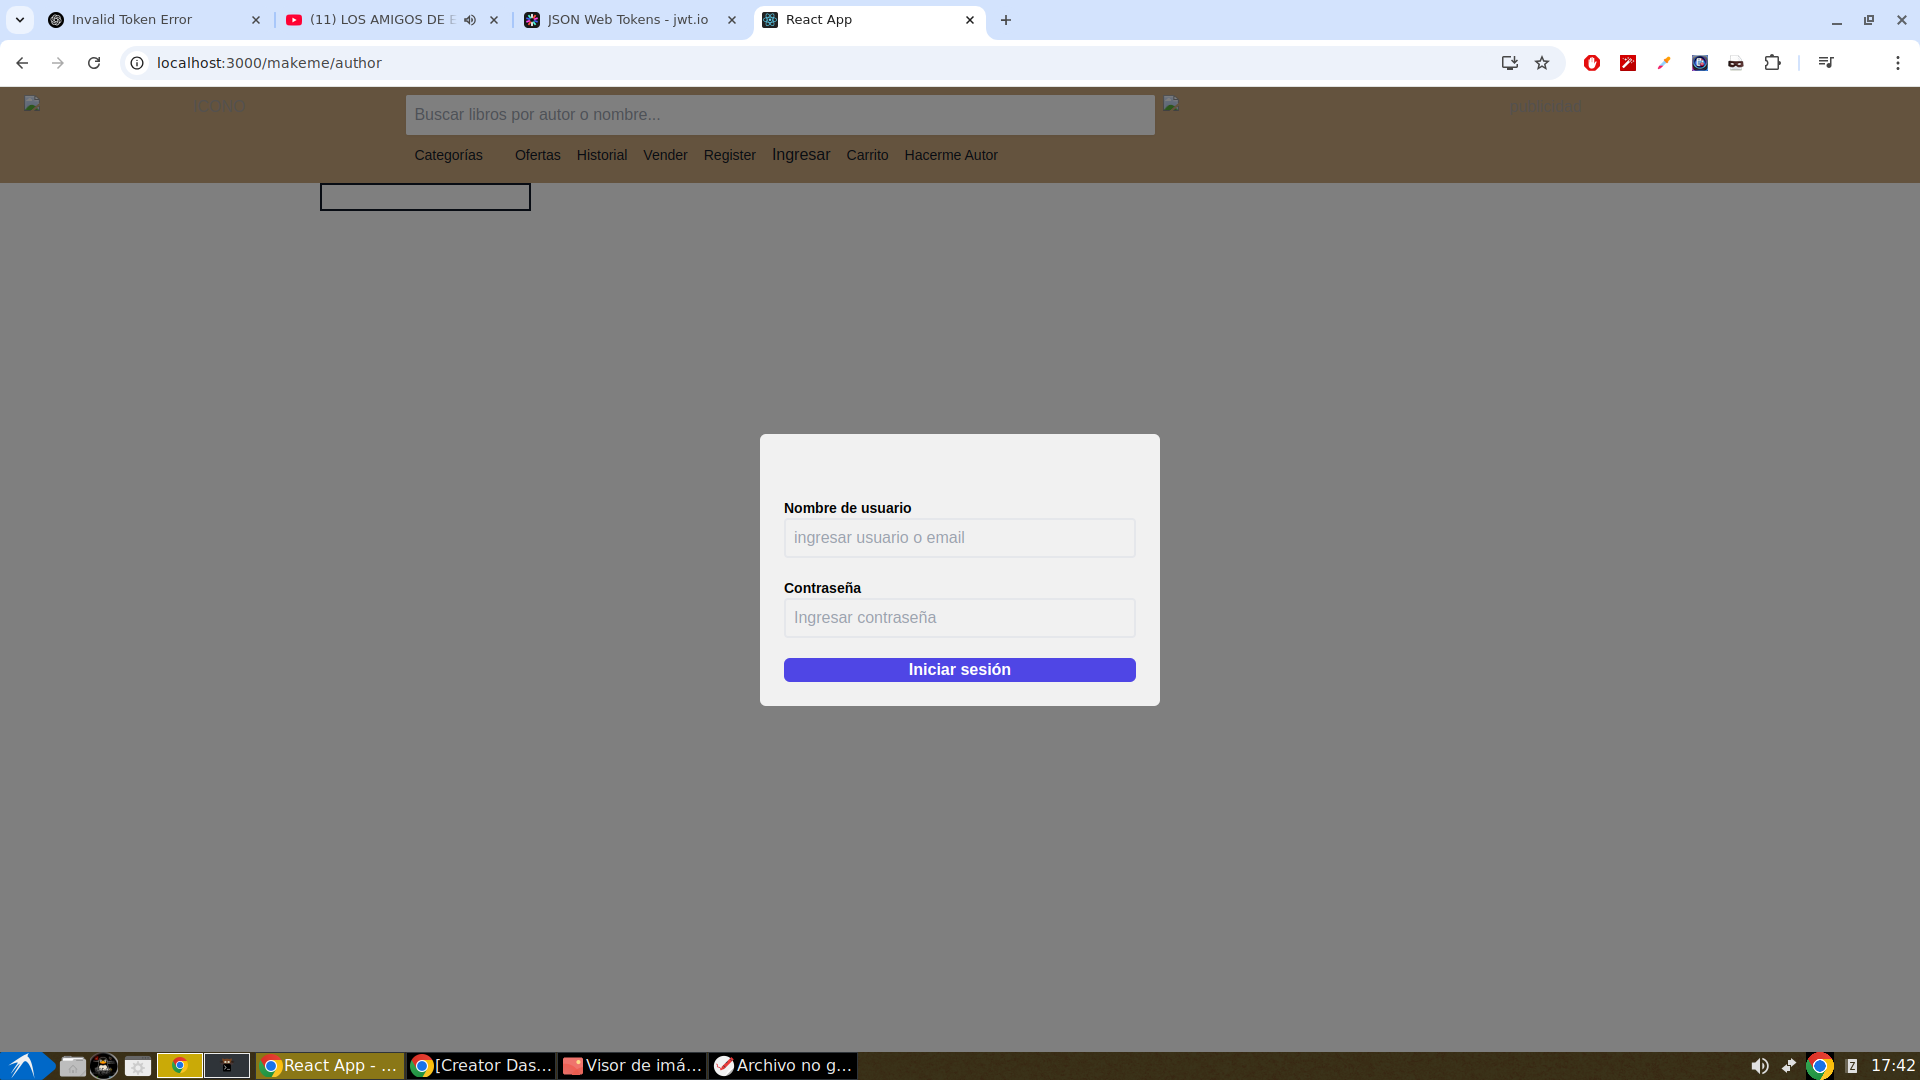 Invalid Token Error
(11) LOS AMIGOS DE E
JSON Web Tokens - jwt.io
React App
localhost:3000/makeme/author
ICONO
Buscar libros por autor o nombre...
publicidad
Categorías Ofertas Historial Vender Register Ingresar Carrito Hacerme Autor
Nombre de usuario
ingresar usuario o email
Contraseña
Ingresar contraseña
Iniciar sesión
React App - ...
[Creator Das...
Visor de imá...
Archivo no g...
17:42